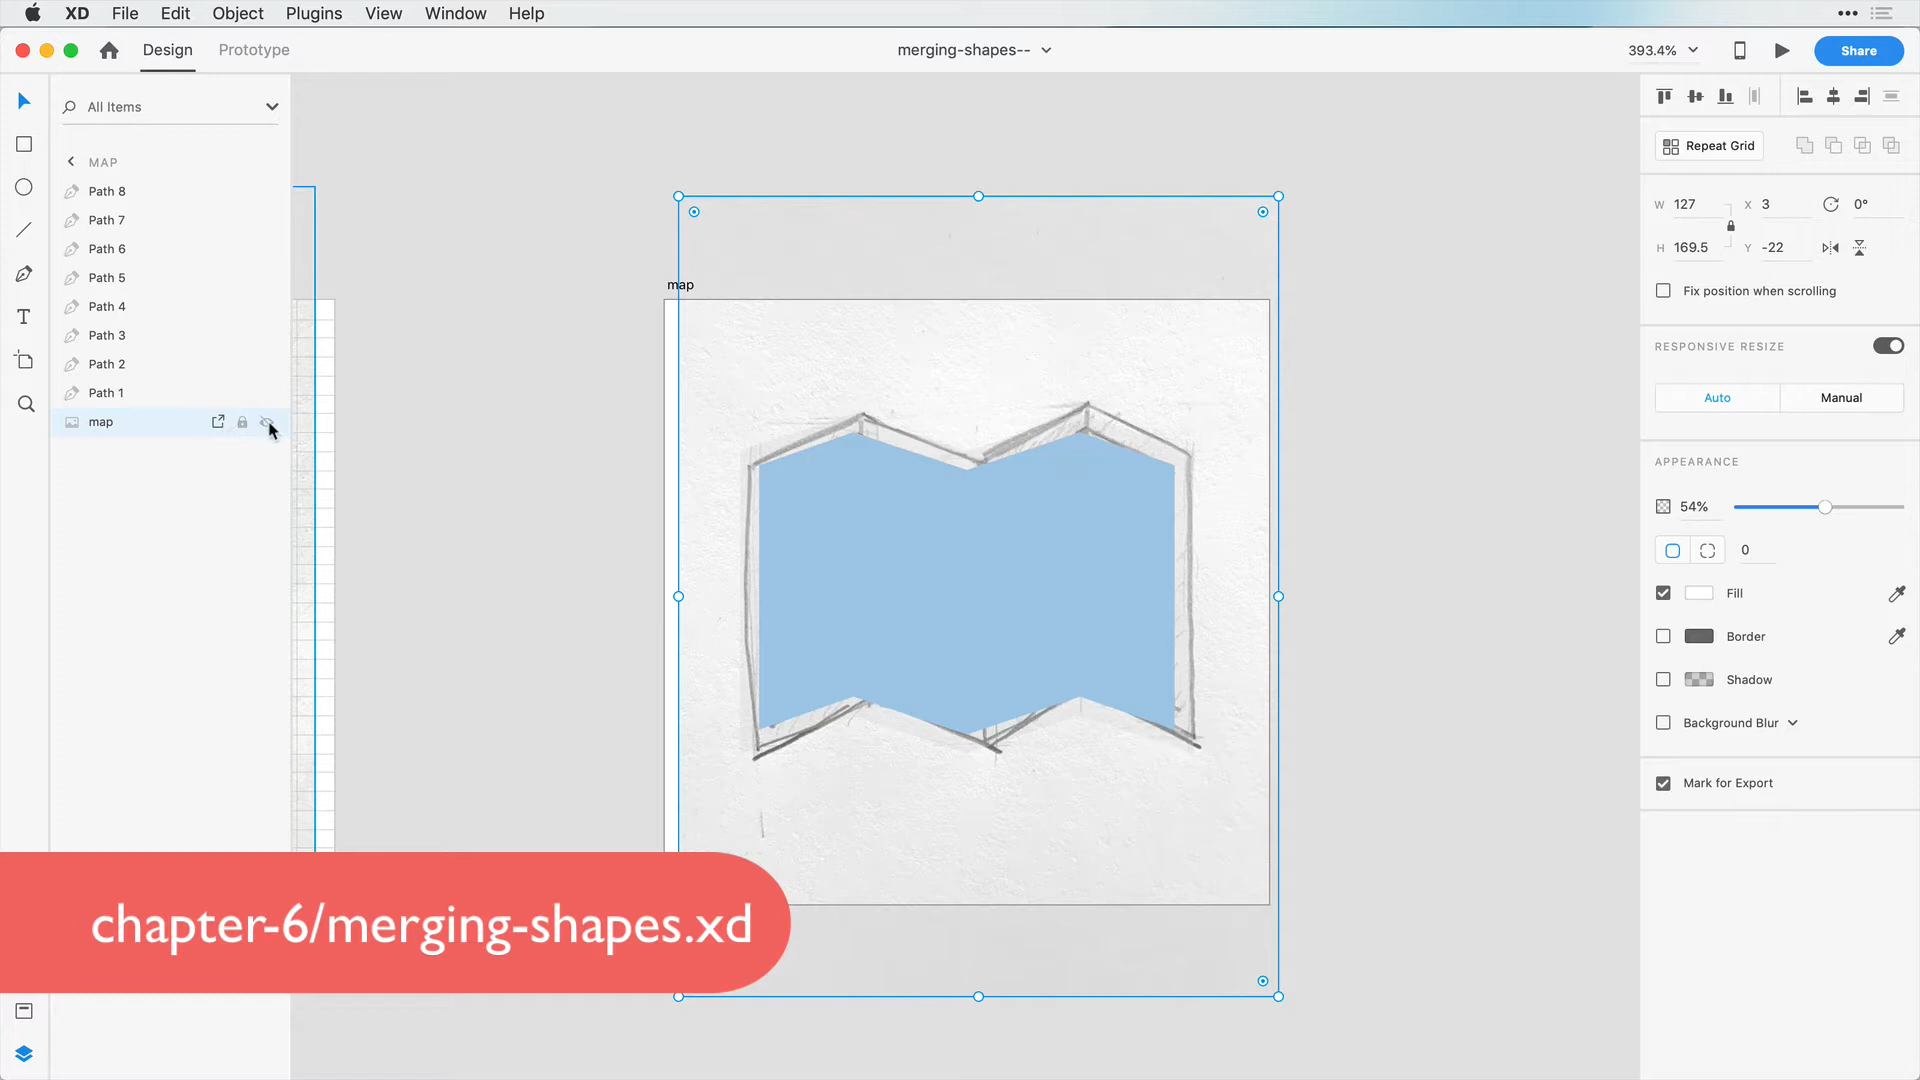 XD File Edit Object Plugins View Window Help
Design Prototype
merging-shapes--
393.4%
Share
All Items
MAP
Path 8
Path 7
Path 6
Path 5
Path 4
Path 3
Path 2
Path 1
map
map
chapter-6/merging-shapes.xd
Repeat Grid
W 127 X 3 0°
H 169.5 Y -22
Fix position when scrolling
RESPONSIVE RESIZE
Auto Manual
APPEARANCE
54%
0
Fill
Border
Shadow
Background Blur
Mark for Export